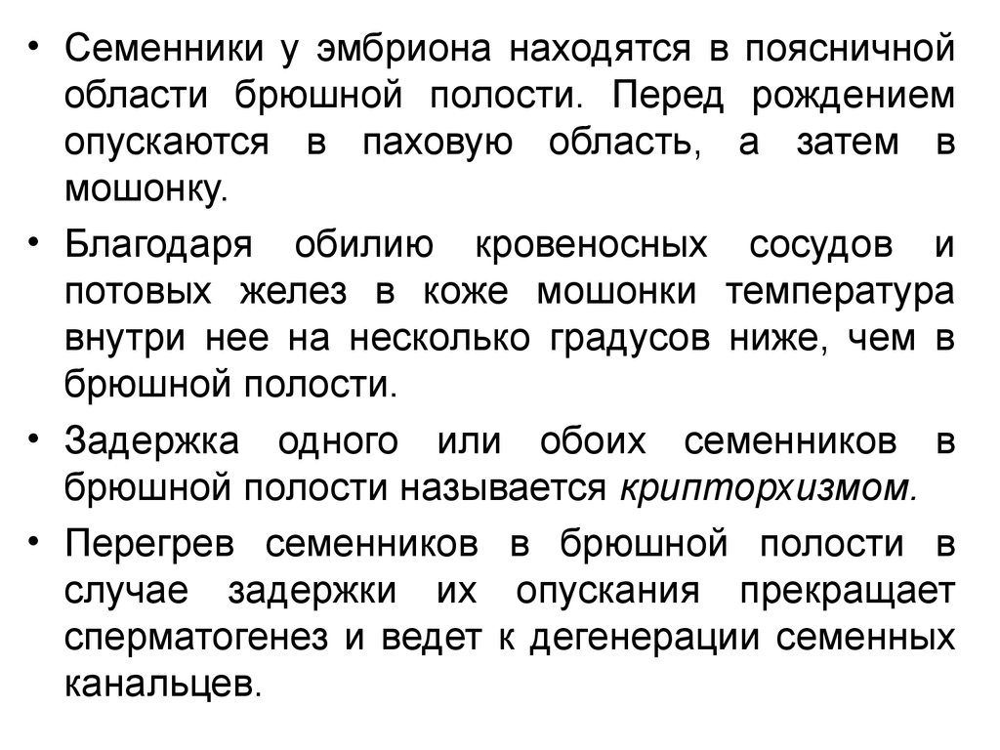 • Семенники у эмбриона находятся в поясничной
области брюшной полости. Перед рождением
опускаются в паховую область, а затем в
мошонку.
• Благодаря обилию кровеносных сосудов и
потовых желез в коже мошонки температура
внутри нее на несколько градусов ниже, чем в
брюшной полости.
• Задержка одного или обоих семенников в
брюшной полости называется крипторхизмом.
• Перегрев семенников в брюшной полости в
случае задержки их опускания прекращает
сперматогенез и ведет к дегенерации семенных
канальцев.